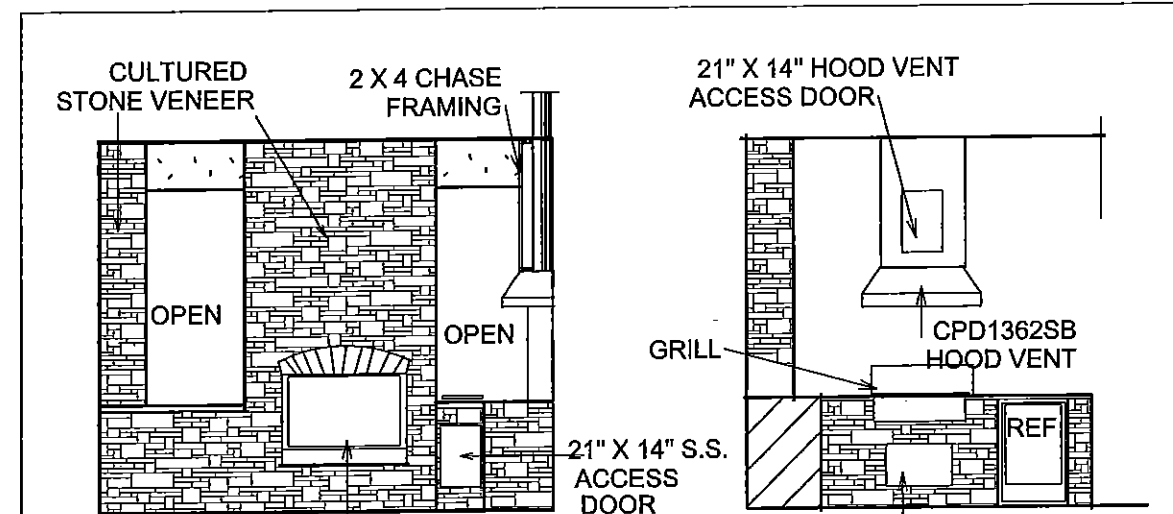 CULTURED
STONE VENEER
2 X 4 CHASE
FRAMING
21" X 14" HOOD VENT
ACCESS DOOR
OPEN
OPEN
GRILL
CPD1362SB
HOOD VENT
REF
21" X 14" S.S.
ACCESS
DOOR